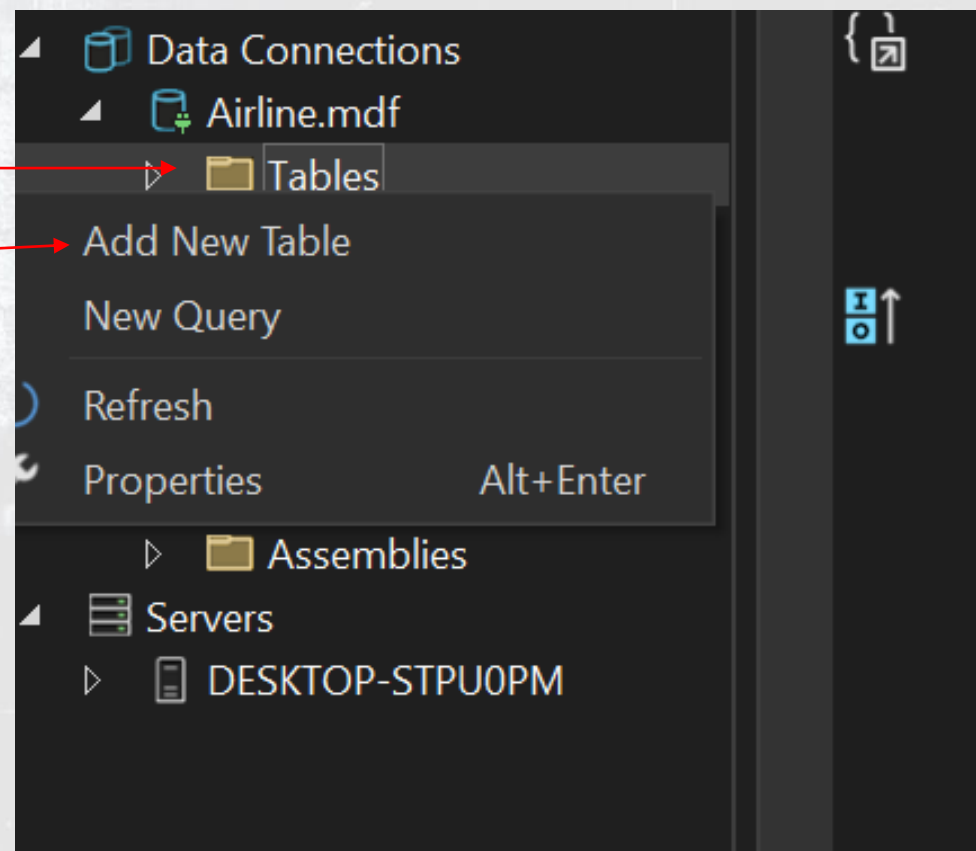 Data Connections
Airline.mdf
Tables
Add New Table
New Query
Refresh
Properties Alt+Enter
Assemblies
Servers
DESKTOP-STPU0PM